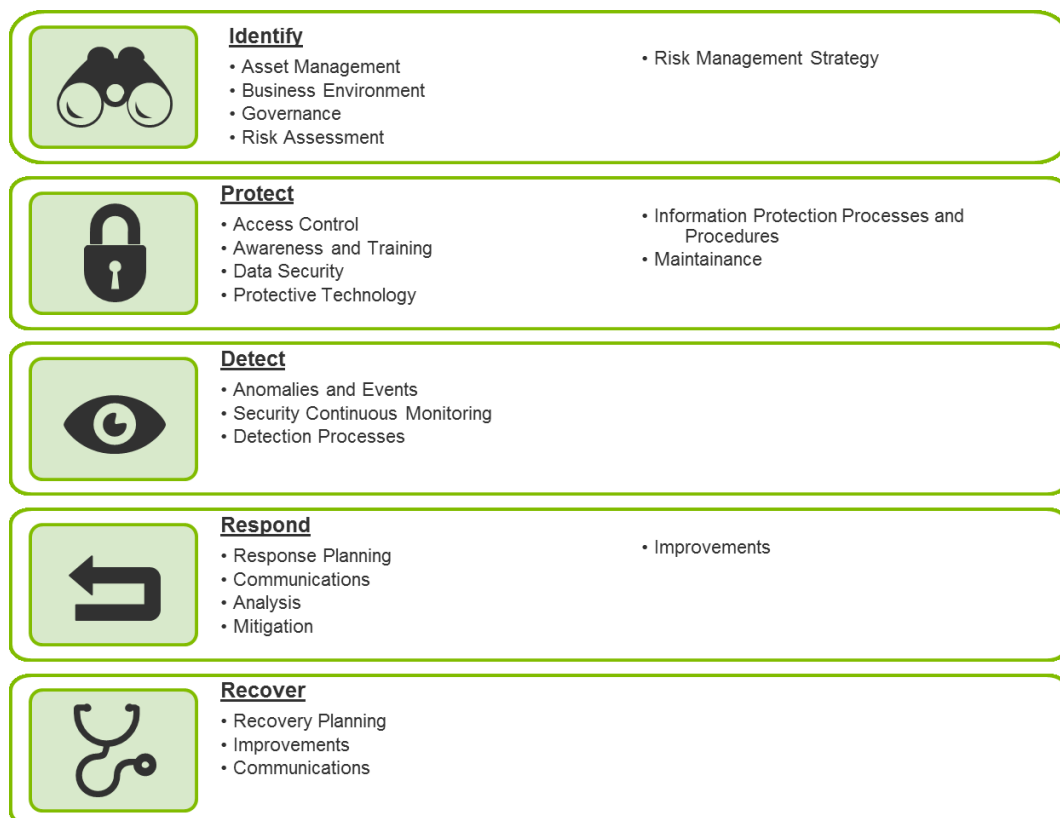 Identify
• Asset Management
• Business Environment
• Governance
• Risk Assessment
• Risk Management Strategy
Protect
• Access Control
• Awareness and Training
• Data Security
• Protective Technology
• Information Protection Processes and
Procedures
• Maintainance
Detect
• Anomalies and Events
• Security Continuous Monitoring
• Detection Processes
Respond
• Response Planning
• Communications
• Analysis
• Mitigation
• Improvements
Recover
• Recovery Planning
• Improvements
• Communications